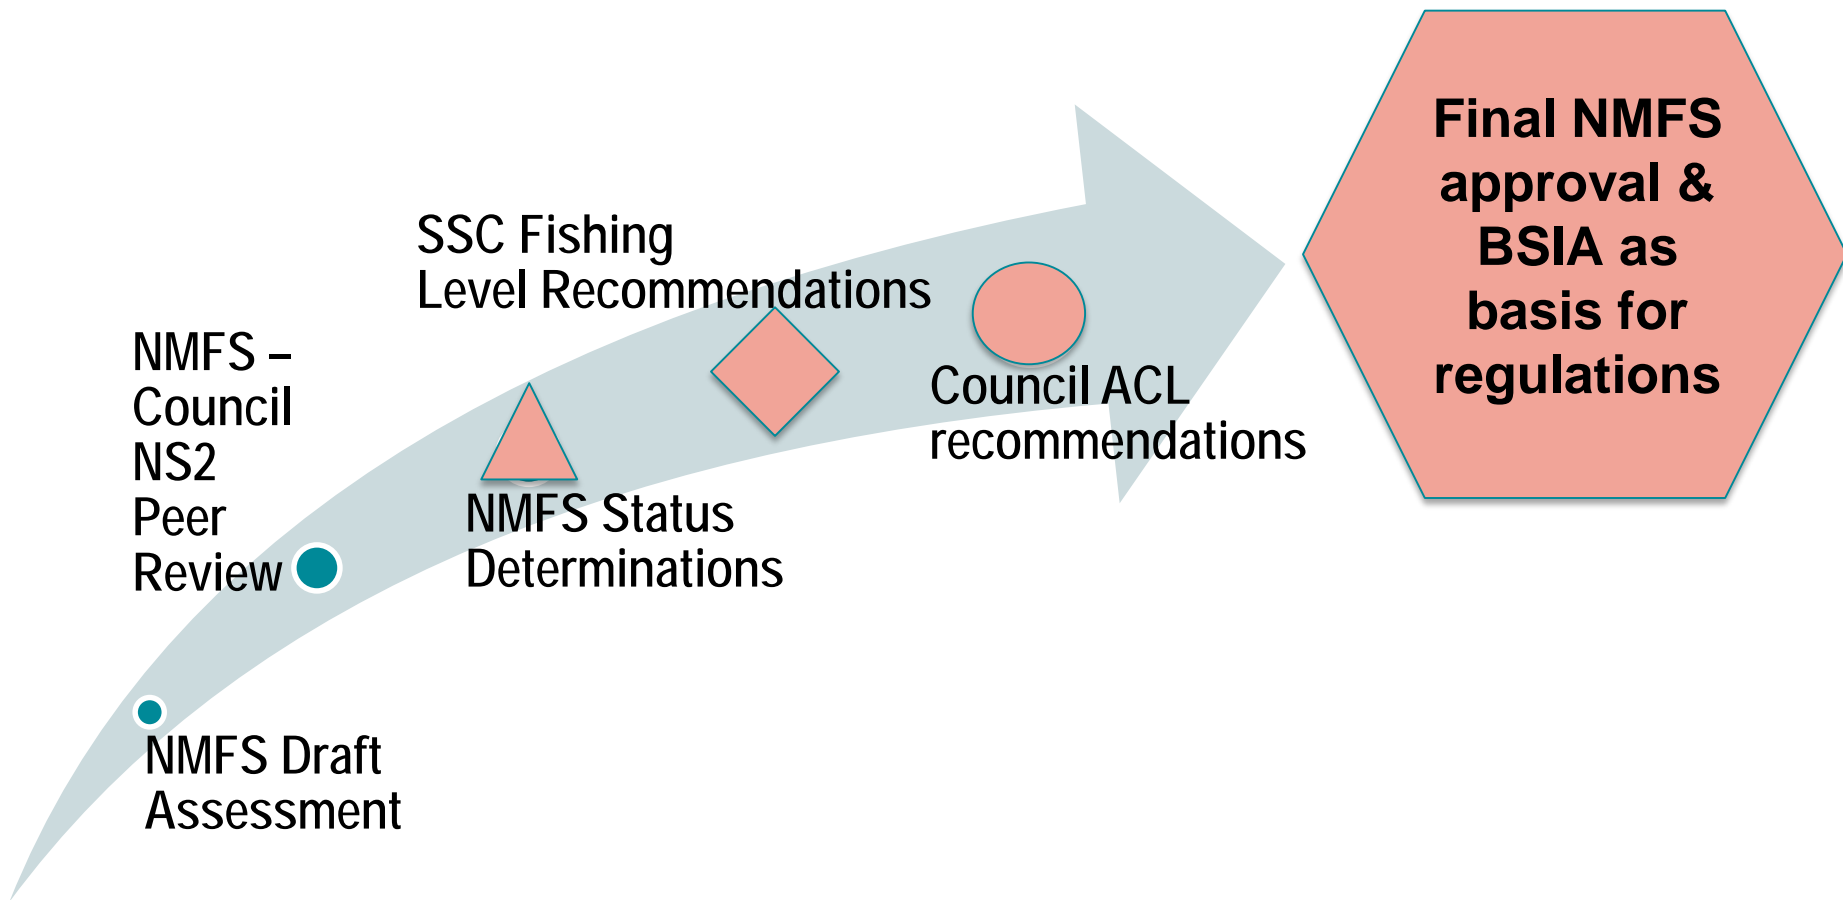 NMFS Draft
Assessment
NMFS –
Council
NS2
Peer
Review
NMFS Status
Determinations
SSC Fishing
Level Recommendations
Council ACL
recommendations
Final NMFS
approval &
BSIA as
basis for
regulations